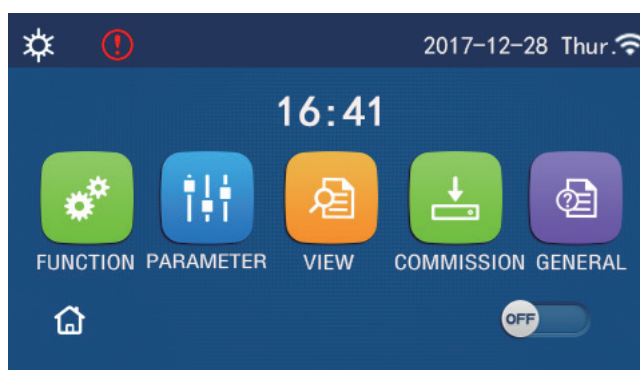 2017-12-28 Thur.
16:41
FUNCTION PARAMETER VIEW COMMISSION GENERAL
OFF